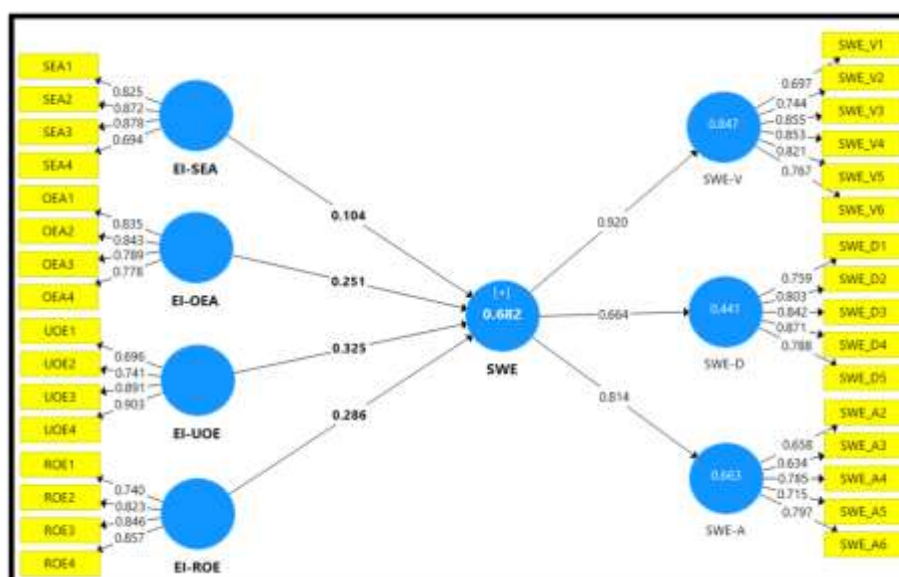 SEA1
SEA2
SEA3
SEA4
0.825
0.872
0.878
0.694
EI-SEA
OEA1
OEA2
OEA3
OEA4
0.835
0.843
0.789
0.778
EI-OEA
UOE1
UOE2
UOE3
UOE4
0.696
0.741
0.891
0.903
EI-UOE
ROE1
ROE2
ROE3
ROE4
0.740
0.823
0.846
0.857
EI-ROE
0.104
0.251
0.325
0.286
[+]
0.682
SWE
0.920
0.664
0.814
0.847
SWE-V
0.697
0.744
0.855
0.853
0.821
0.767
SWE_V1
SWE_V2
SWE_V3
SWE_V4
SWE_V5
SWE_V6
0.441
SWE-D
0.759
0.803
0.842
0.871
0.788
SWE_D1
SWE_D2
SWE_D3
SWE_D4
SWE_D5
0.663
SWE-A
0.658
0.634
0.785
0.715
0.797
SWE_A2
SWE_A3
SWE_A4
SWE_A5
SWE_A6